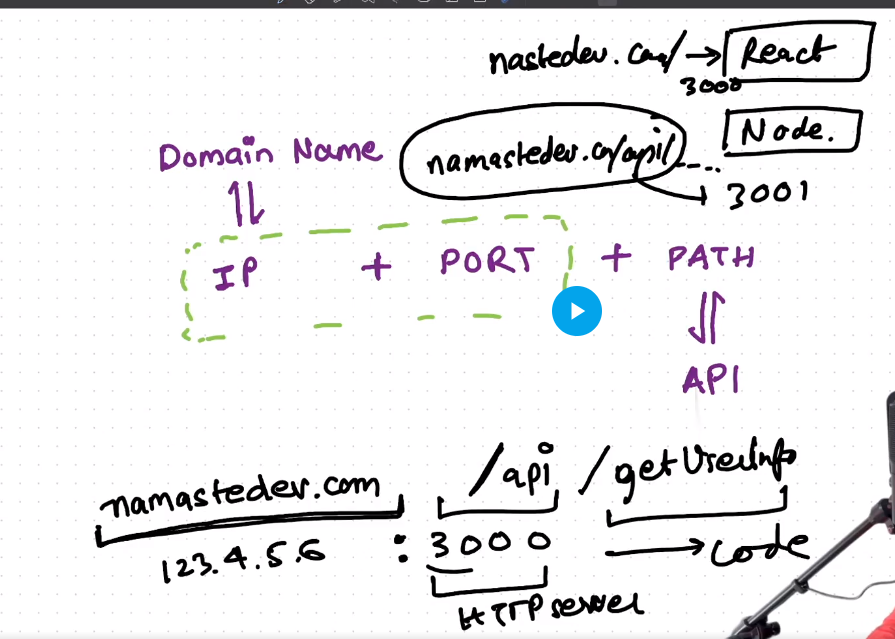 nastedev.com/ → React
3000
Domain Name
namastedev.co/api/
Node.
3001
IP + PORT + PATH
API
namastedev.com /api /getUserInfo
123.4.5.6 : 3000 → code
HTTP server